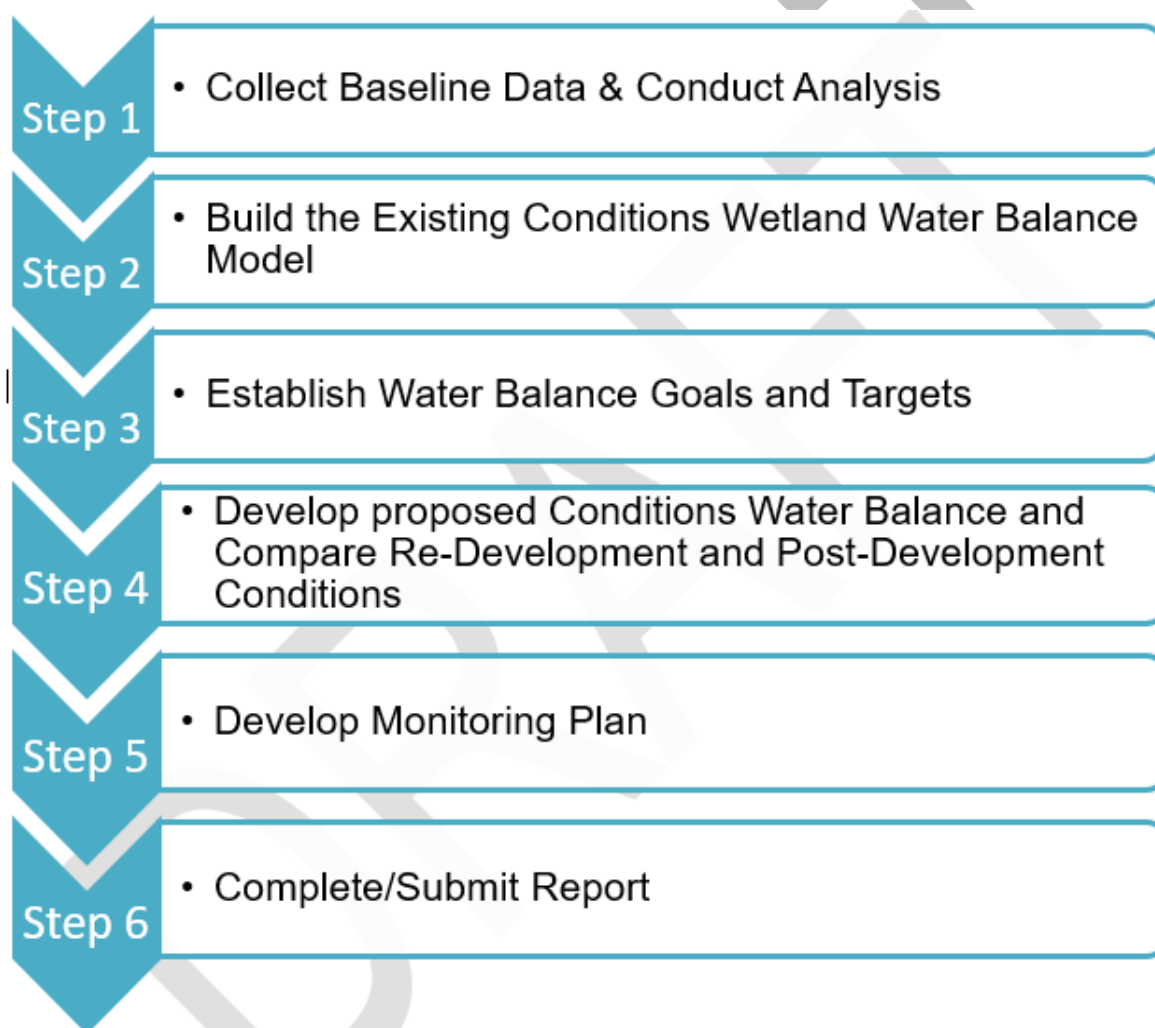 Step 1
• Collect Baseline Data & Conduct Analysis
Step 2
• Build the Existing Conditions Wetland Water Balance
Model
Step 3
• Establish Water Balance Goals and Targets
Step 4
• Develop proposed Conditions Water Balance and
Compare Re-Development and Post-Development
Conditions
Step 5
• Develop Monitoring Plan
Step 6
• Complete/Submit Report
DRAFT